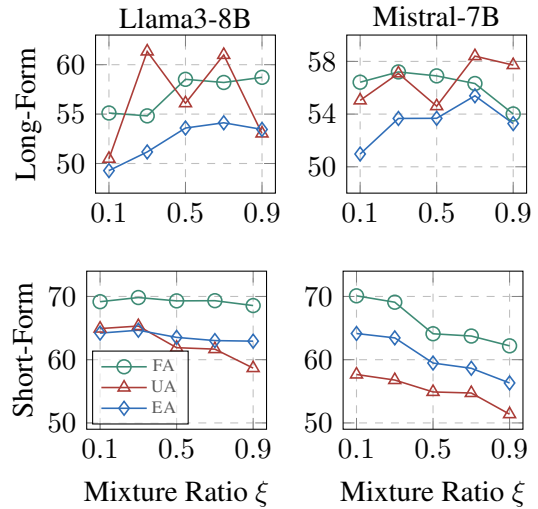 Llama3-8B Mistral-7B
Long-Form
60
55
50
0.1 0.5 0.9
58
54
50
0.1 0.5 0.9
Short-Form
70
60
50
FA
UA
EA
0.1 0.5 0.9
70
60
50
0.1 0.5 0.9
Mixture Ratio ξ Mixture Ratio ξ